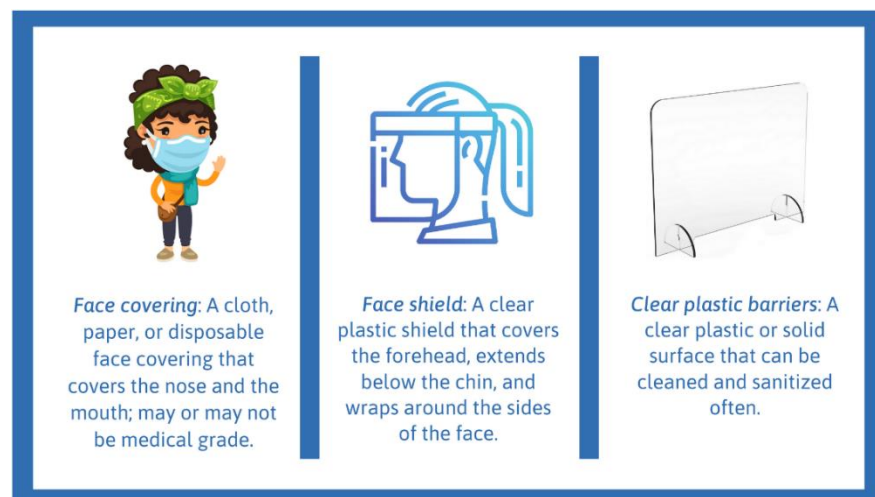 Face covering: A cloth,
paper, or disposable
face covering that
covers the nose and the
mouth; may or may not
be medical grade.
Face shield: A clear
plastic shield that covers
the forehead, extends
below the chin, and
wraps around the sides
of the face.
Clear plastic barriers: A
clear plastic or solid
surface that can be
cleaned and sanitized
often.